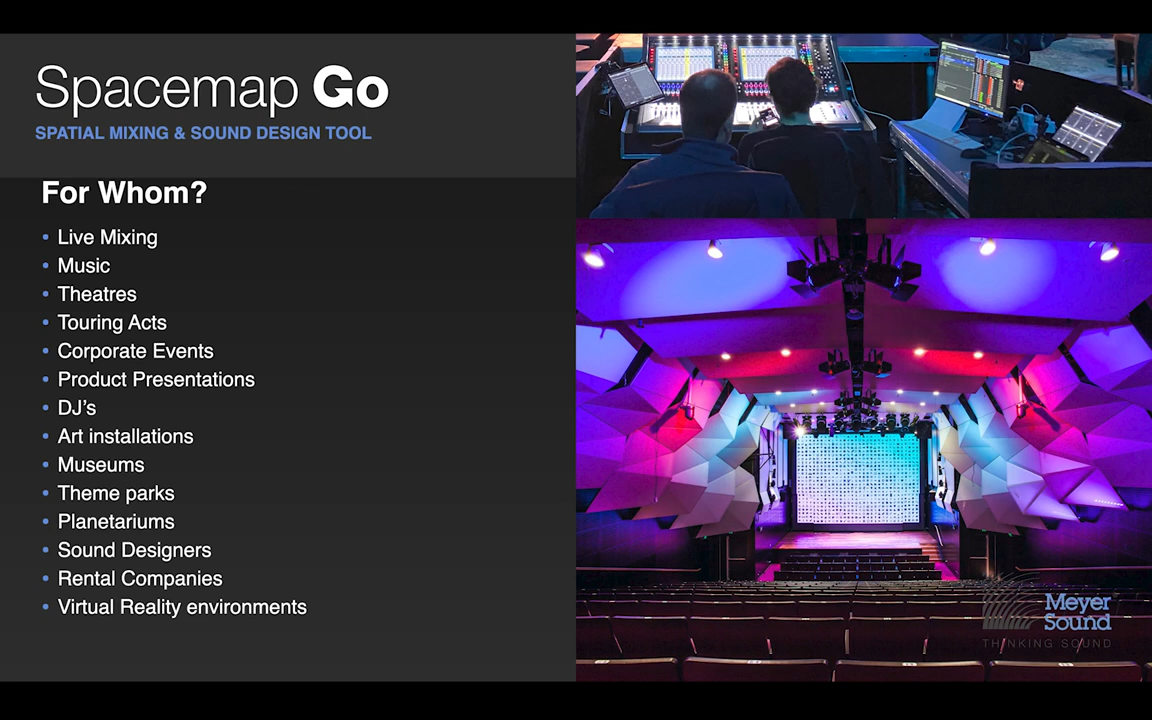 Spacemap Go
SPATIAL MIXING & SOUND DESIGN TOOL
For Whom?
• Live Mixing
• Music
• Theatres
• Touring Acts
• Corporate Events
• Product Presentations
• DJ’s
• Art installations
• Museums
• Theme parks
• Planetariums
• Sound Designers
• Rental Companies
• Virtual Reality environments
Meyer
Sound
THINKING SOUND